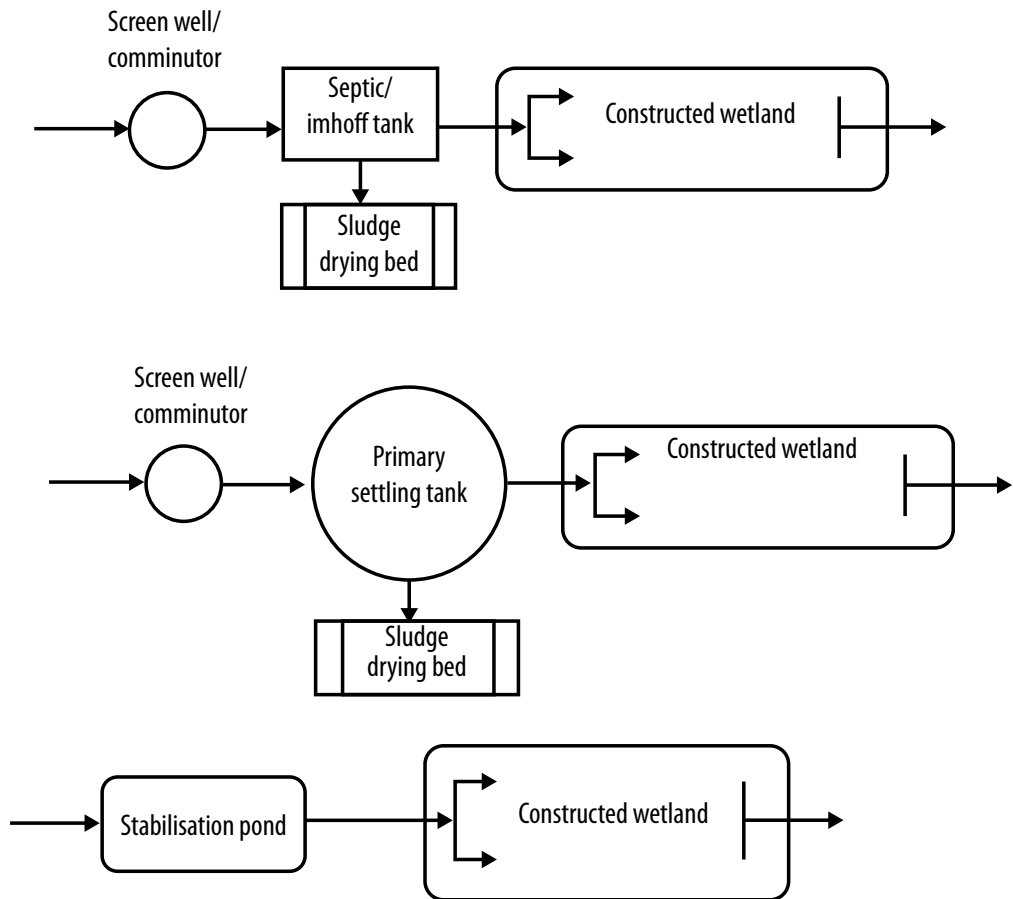 Screen well/
comminutor
Septic/
imhoff tank
Constructed wetland
Sludge
drying bed
Screen well/
comminutor
Primary
settling tank
Constructed wetland
Sludge
drying bed
Stabilisation pond
Constructed wetland